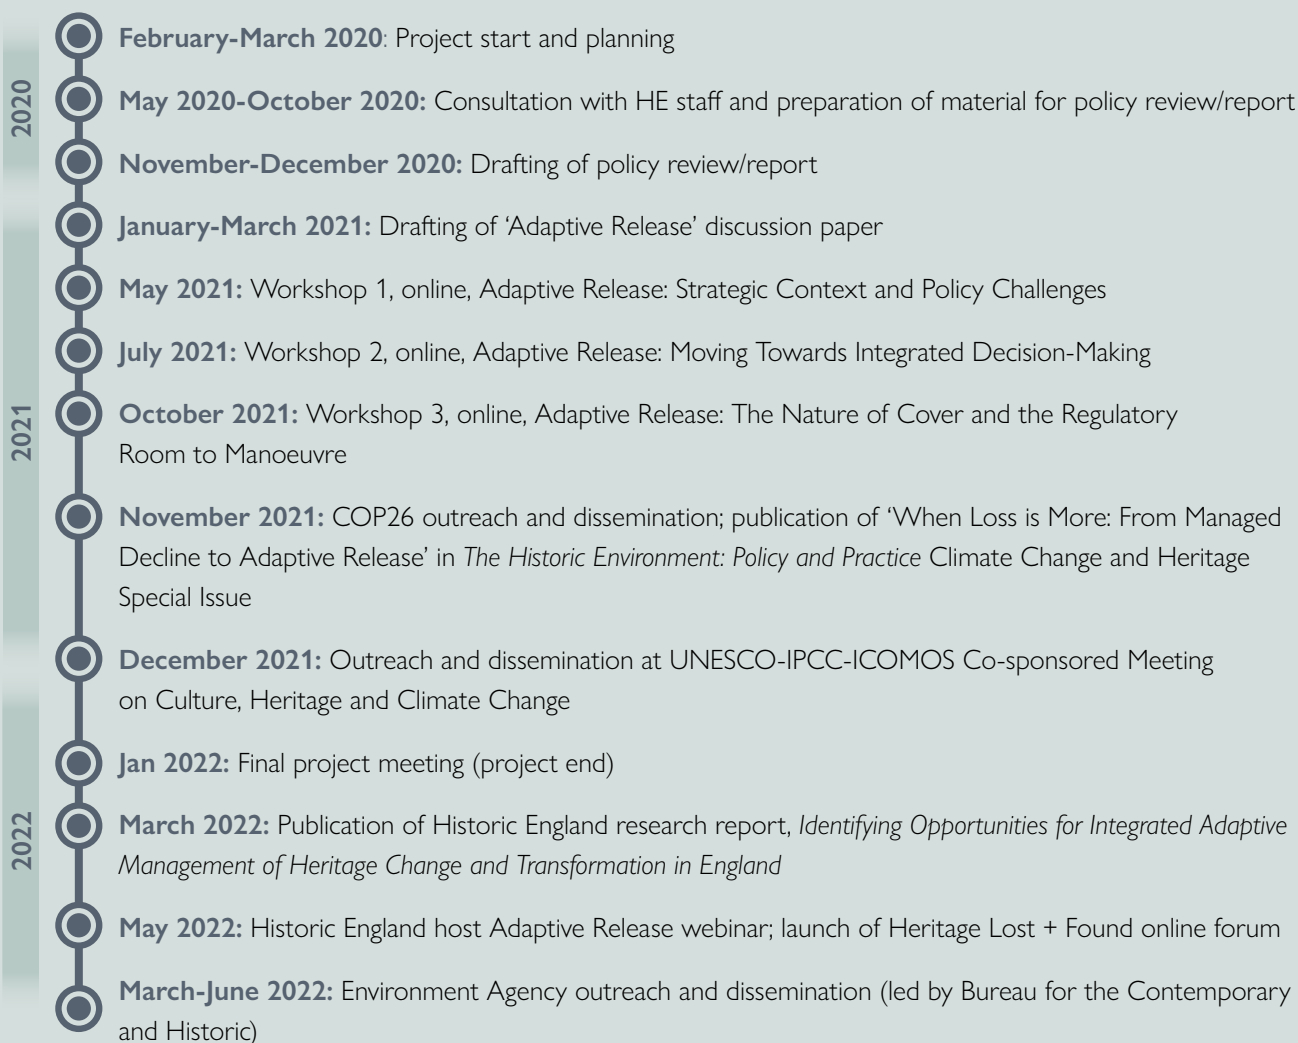 2020
February-March 2020: Project start and planning
May 2020-October 2020: Consultation with HE staff and preparation of material for policy review/report
November-December 2020: Drafting of policy review/report
2021
January-March 2021: Drafting of ‘Adaptive Release’ discussion paper
May 2021: Workshop 1, online, Adaptive Release: Strategic Context and Policy Challenges
July 2021: Workshop 2, online, Adaptive Release: Moving Towards Integrated Decision-Making
October 2021: Workshop 3, online, Adaptive Release: The Nature of Cover and the Regulatory
Room to Manoeuvre
November 2021: COP26 outreach and dissemination; publication of ‘When Loss is More: From Managed
Decline to Adaptive Release’ in The Historic Environment: Policy and Practice Climate Change and Heritage
Special Issue
December 2021: Outreach and dissemination at UNESCO-IPCC-ICOMOS Co-sponsored Meeting
on Culture, Heritage and Climate Change
2022
Jan 2022: Final project meeting (project end)
March 2022: Publication of Historic England research report, Identifying Opportunities for Integrated Adaptive
Management of Heritage Change and Transformation in England
May 2022: Historic England host Adaptive Release webinar; launch of Heritage Lost + Found online forum
March-June 2022: Environment Agency outreach and dissemination (led by Bureau for the Contemporary
and Historic)